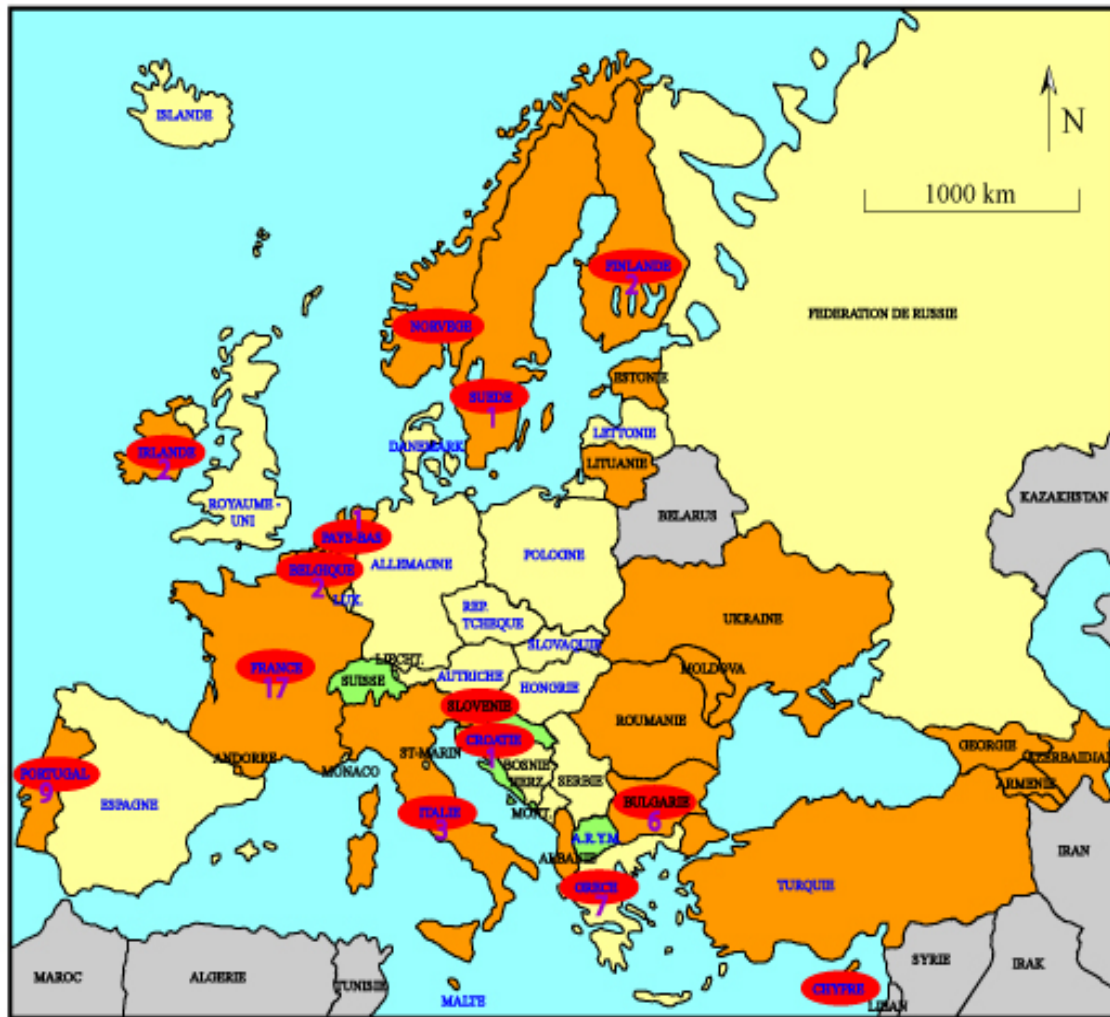 ISLANDE
N
1000 km
FINLANDE
2
FEDERATION DE RUSSIE
NORVEGE
SUEDE
1
ESTONIE
LETTONIE
DANEMARK
LITUANIE
IRLANDE
2
KAZAKHSTAN
ROYAUME-
UNI
BELARUS
1
PAYS-BAS
POLOGNE
ALLEMAGNE
BELGIQUE
2
LUX.
REP.
TCHEQUE
UKRAINE
SLOVAQUIE
LIECHT.
FRANCE
17
SUISSE
AUTRICHE
MOLDOVA
HONGRIE
SLOVENIE
ROUMANIE
CROATIE
1
ST-MARIN
ANDORRE
MONACO
BOSNIE
HERZ.
SERBIE
GEORGIE
AZERBAIDJAN
ARMENIE
PORTUGAL
9
ESPAGNE
MONT.
BULGARIE
6
ITALIE
3
A.R.Y.M.
ALBANIE
IRAN
GRECE
7
TURQUIE
MAROC
ALGERIE
TUNISIE
MALTE
CHYPRE
LIBAN
SYRIE
IRAK